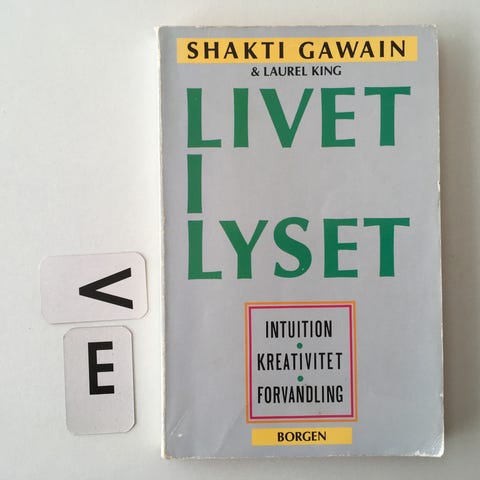 SHAKTI GAWAIN
& LAUREL KING
LIVET
I
LYSET
INTUITION
•
KREATIVITET
•
FORVANDLING
BORGEN
V
E